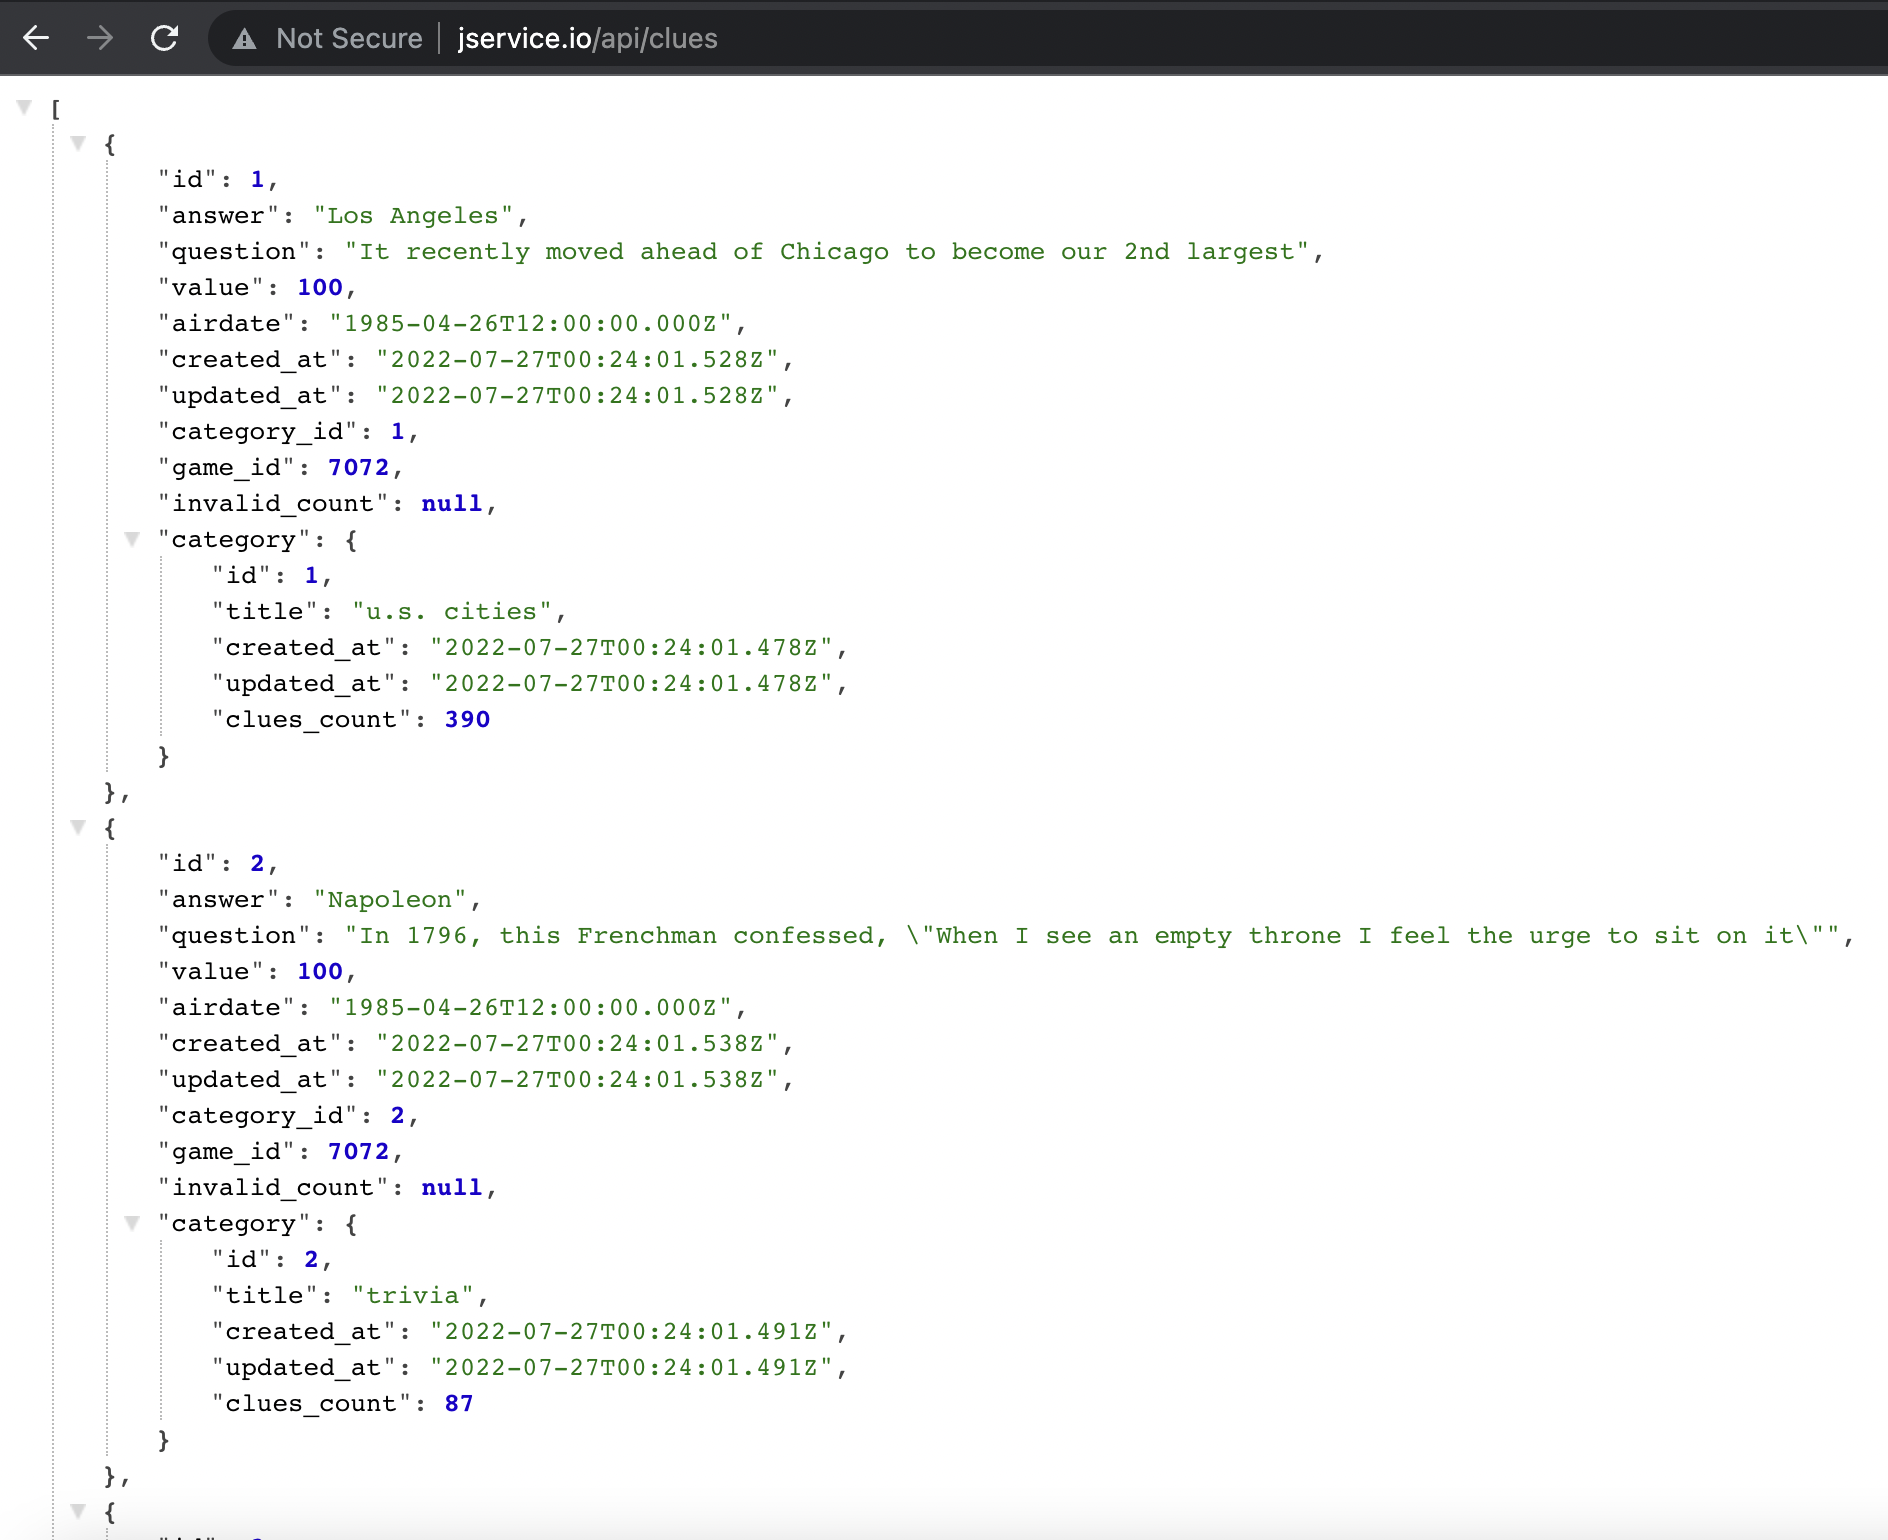 Not Secure | jservice.io/api/clues
[
{
"id": 1,
"answer": "Los Angeles",
"question": "It recently moved ahead of Chicago to become our 2nd largest",
"value": 100,
"airdate": "1985-04-26T12:00:00.000Z",
"created_at": "2022-07-27T00:24:01.528Z",
"updated_at": "2022-07-27T00:24:01.528Z",
"category_id": 1,
"game_id": 7072,
"invalid_count": null,
"category": {
"id": 1,
"title": "u.s. cities",
"created_at": "2022-07-27T00:24:01.478Z",
"updated_at": "2022-07-27T00:24:01.478Z",
"clues_count": 390
}
},
{
"id": 2,
"answer": "Napoleon",
"question": "In 1796, this Frenchman confessed, \"When I see an empty throne I feel the urge to sit on it\"",
"value": 100,
"airdate": "1985-04-26T12:00:00.000Z",
"created_at": "2022-07-27T00:24:01.538Z",
"updated_at": "2022-07-27T00:24:01.538Z",
"category_id": 2,
"game_id": 7072,
"invalid_count": null,
"category": {
"id": 2,
"title": "trivia",
"created_at": "2022-07-27T00:24:01.491Z",
"updated_at": "2022-07-27T00:24:01.491Z",
"clues_count": 87
}
},
{